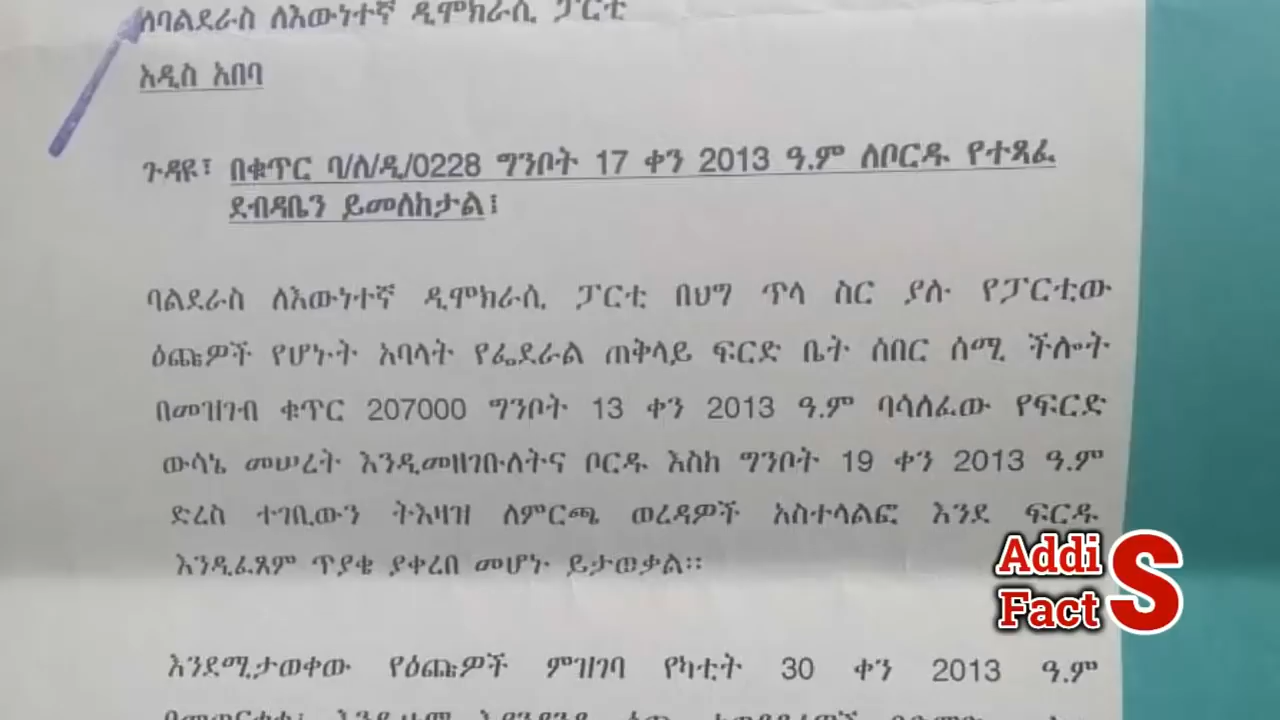 ለባልደራስ ለእውነተኛ ዲሞክራሲ ፓርቲ
አዲስ አበባ
ጉዳዩ፣ በቁጥር ባ/ለ/ዲ/0228 ግንቦት 17 ቀን 2013 ዓ.ም ለቦርዱ የተጻፈ
ደብዳቤን ይመለከታል፤
ባልደራስ ለእውነተኛ ዲሞክራሲ ፓርቲ በህግ ጥላ ስር ያሉ የፓርቲው
ዕጩዎች የሆኑት አባላት የፌደራል ጠቅላይ ፍርድ ቤት ሰበር ሰሚ ችሎት
በመዝገብ ቁጥር 207000 ግንቦት 13 ቀን 2013 ዓ.ም ባሳለፈው የፍርድ
ውሳኔ መሠረት እንዲመዘገቡለትና ቦርዱ እስከ ግንቦት 19 ቀን 2013 ዓ.ም
ድረስ ተገቢውን ትእዛዝ ለምርጫ ወረዳዎች አስተላልፎ እንደ ፍርዱ
እንዲፈጸም ጥያቄ ያቀረበ መሆኑ ይታወቃል፡፡
Addi S
Fact
እንደሚታወቀው የዕጩዎች ምዝገባ የካቲት 30 ቀን 2013 ዓ.ም